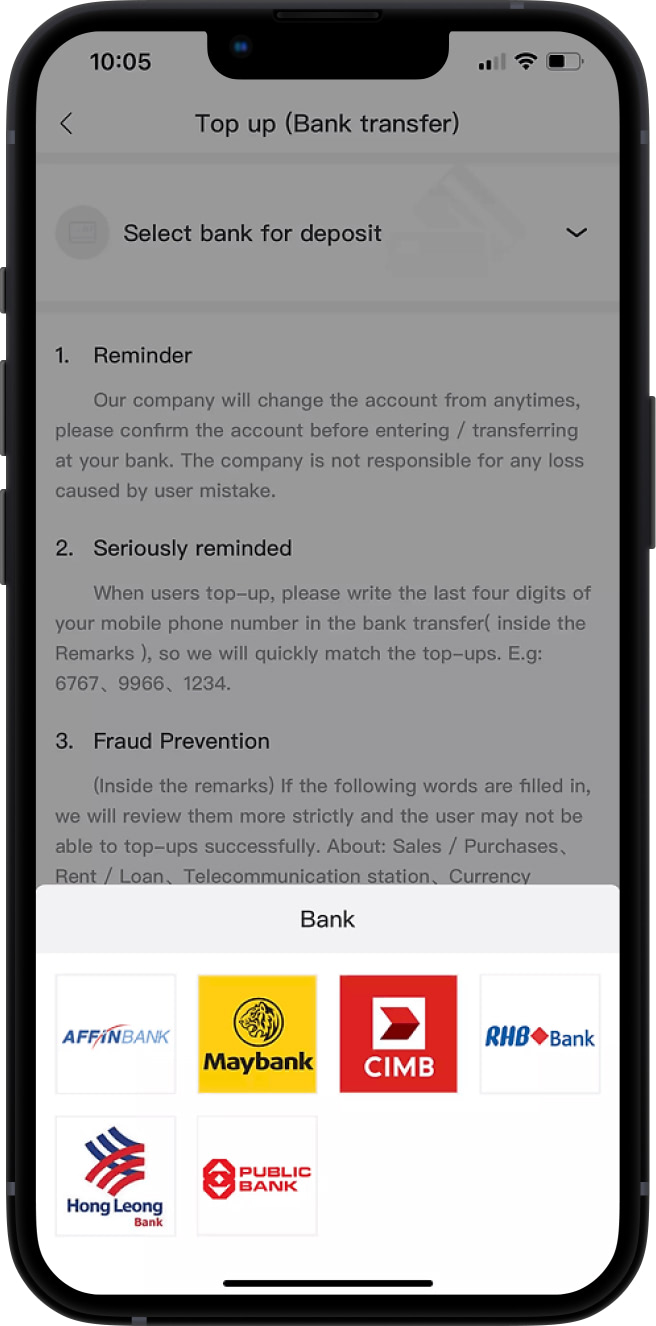 10:05
Top up (Bank transfer)
Select bank for deposit
1. Reminder
Our company will change the account from anytimes,
please confirm the account before entering / transferring
at your bank. The company is not responsible for any loss
caused by user mistake.
2. Seriously reminded
When users top-up, please write the last four digits of
your mobile phone number in the bank transfer( inside the
Remarks ), so we will quickly match the top-ups. E.g:
6767、9966、1234.
3. Fraud Prevention
(Inside the remarks) If the following words are filled in,
we will review them more strictly and the user may not be
able to top-ups successfully. About: Sales / Purchases、
Rent / Loan、Telecommunication station、Currency
Bank
AFFINBANK
Maybank
CIMB
RHB Bank
HongLeong
Bank
PUBLIC
BANK